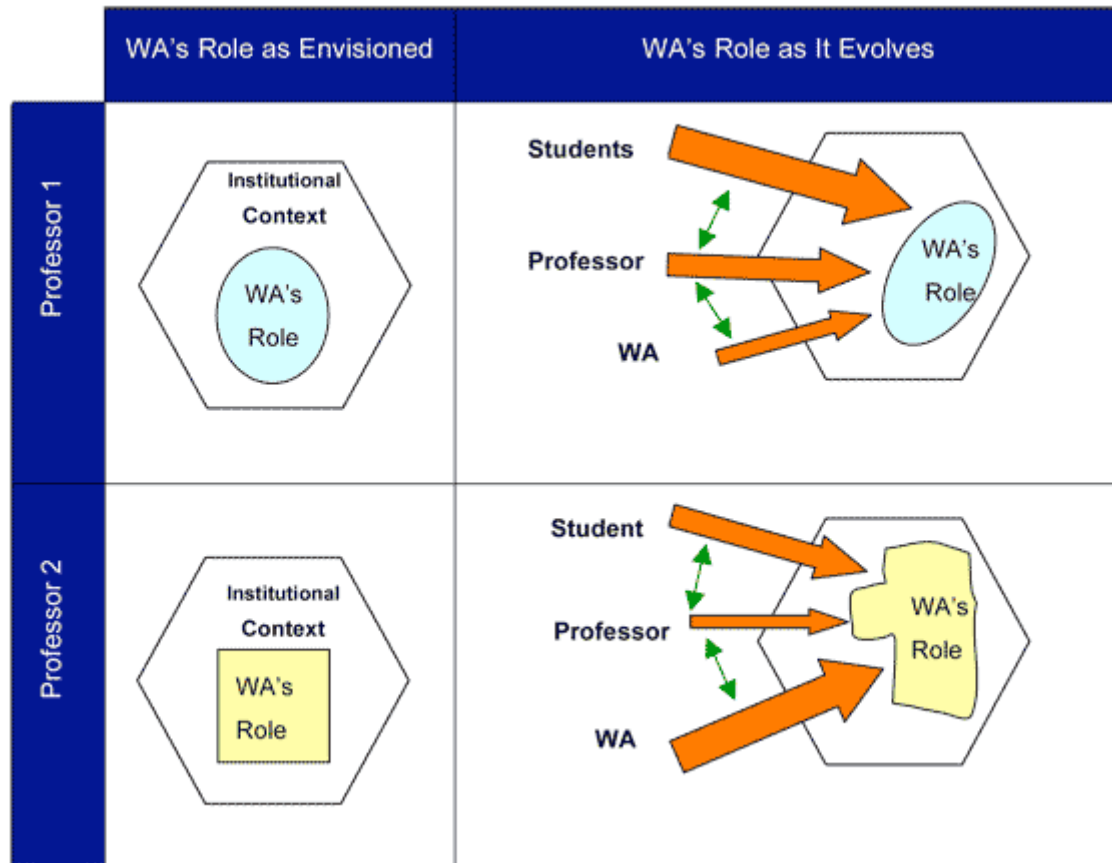 WA's Role as Envisioned
WA's Role as It Evolves
Professor 1
Institutional
Context
WA's
Role
Students
Professor
WA
WA's
Role
Professor 2
Institutional
Context
WA's
Role
Student
Professor
WA
WA's
Role